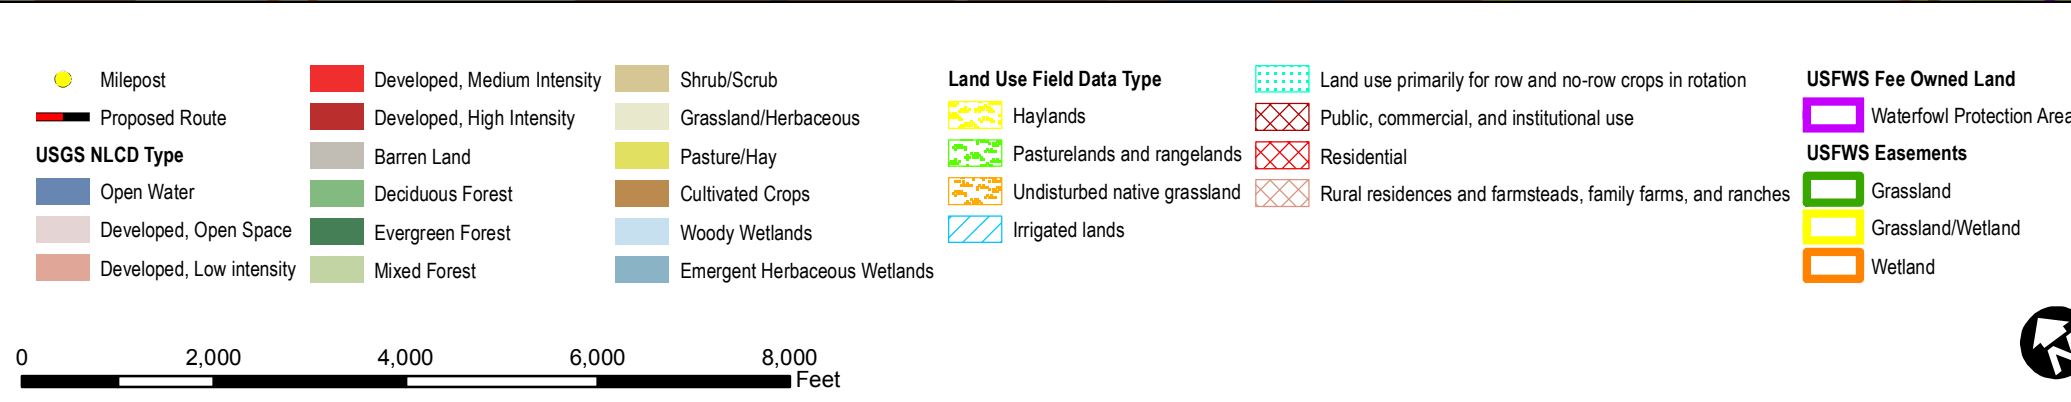 Milepost
Proposed Route
USGS NLCD Type
Open Water
Developed, Open Space
Developed, Low intensity
Developed, Medium Intensity
Developed, High Intensity
Barren Land
Deciduous Forest
Evergreen Forest
Mixed Forest
Shrub/Scrub
Grassland/Herbaceous
Pasture/Hay
Cultivated Crops
Woody Wetlands
Emergent Herbaceous Wetlands
Land Use Field Data Type
Haylands
Pasturelands and rangelands
Undisturbed native grassland
Irrigated lands
Land use primarily for row and no-row crops in rotation
Public, commercial, and institutional use
Residential
Rural residences and farmsteads, family farms, and ranches
USFWS Fee Owned Land
Waterfowl Protection Area
USFWS Easements
Grassland
Grassland/Wetland
Wetland
0 2,000 4,000 6,000 8,000
Feet
N